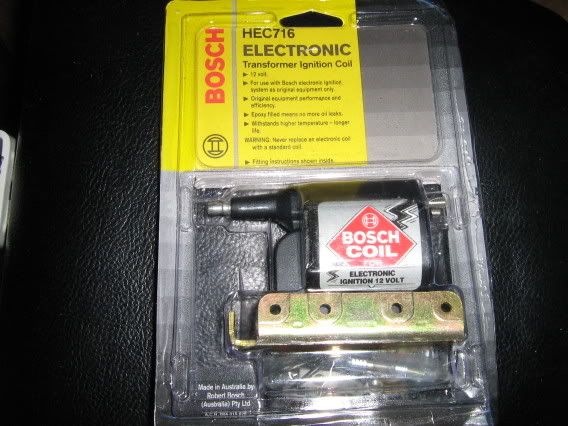 BOSCH
HEC716
ELECTRONIC
Transformer Ignition Coil
► 12 volt.
► For use with Bosch electronic ignition
system as original equipment only.
► Original equipment performance and
efficiency.
► Epoxy filled means no more oil leaks.
► Withstands higher temperature – longer
life.
WARNING: Never replace an electronic coil
with a standard coil.
► Fitting instructions shown inside.
BOSCH
COIL
ELECTRONIC
IGNITION 12 VOLT
Made in Australia by
Robert Bosch
(Australia) Pty Ltd